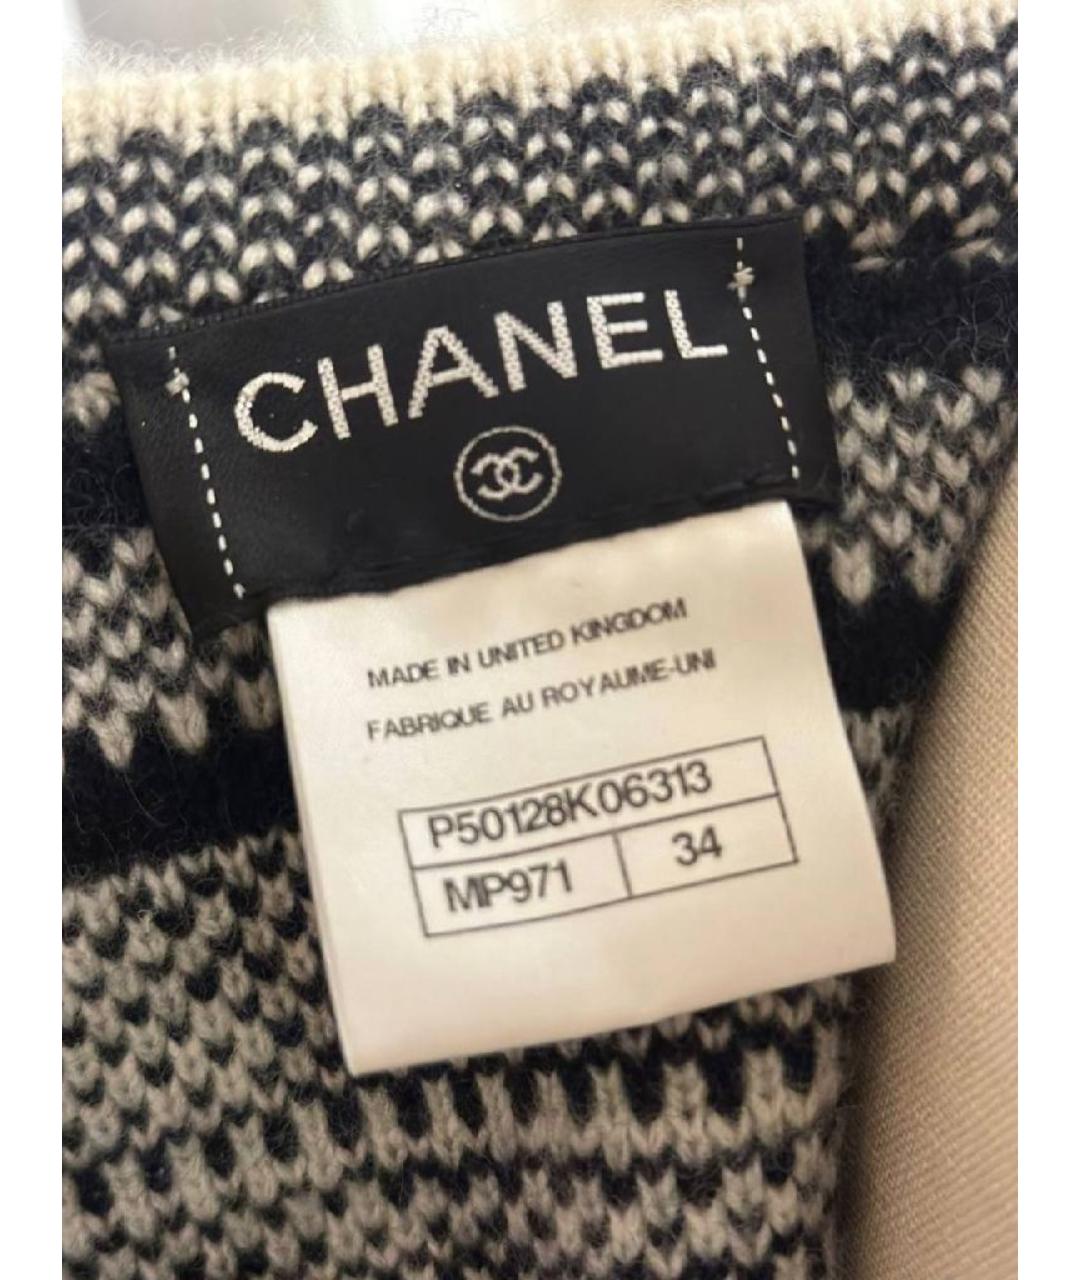 CHANEL
MADE IN UNITED KINGDOM
FABRIQUE AU ROYAUME-UNI
P50128K06313
MP971 34